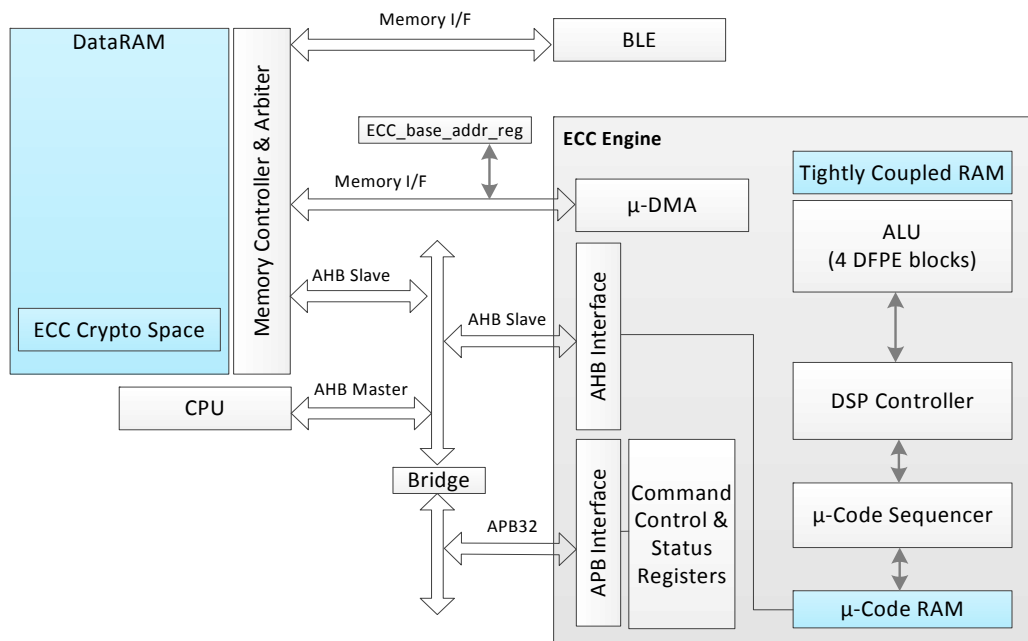 Memory I/F
DataRAM
Memory Controller & Arbiter
BLE
ECC_base_addr_reg
ECC Engine
Tightly Coupled RAM
Memory I/F
μ-DMA
ALU
(4 DFPE blocks)
AHB Slave
AHB Slave
AHB Interface
ECC Crypto Space
CPU
AHB Master
DSP Controller
Bridge
APB32
APB Interface
Command
Control &
Status
Registers
μ-Code Sequencer
μ-Code RAM